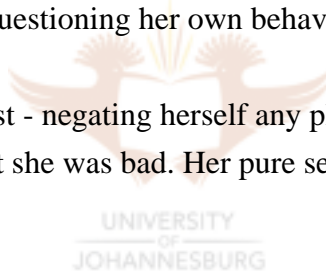 uestioning her own behav
st - negating herself any p
t she was bad. Her pure se
UNIVERSITY
OF
JOHANNESBURG